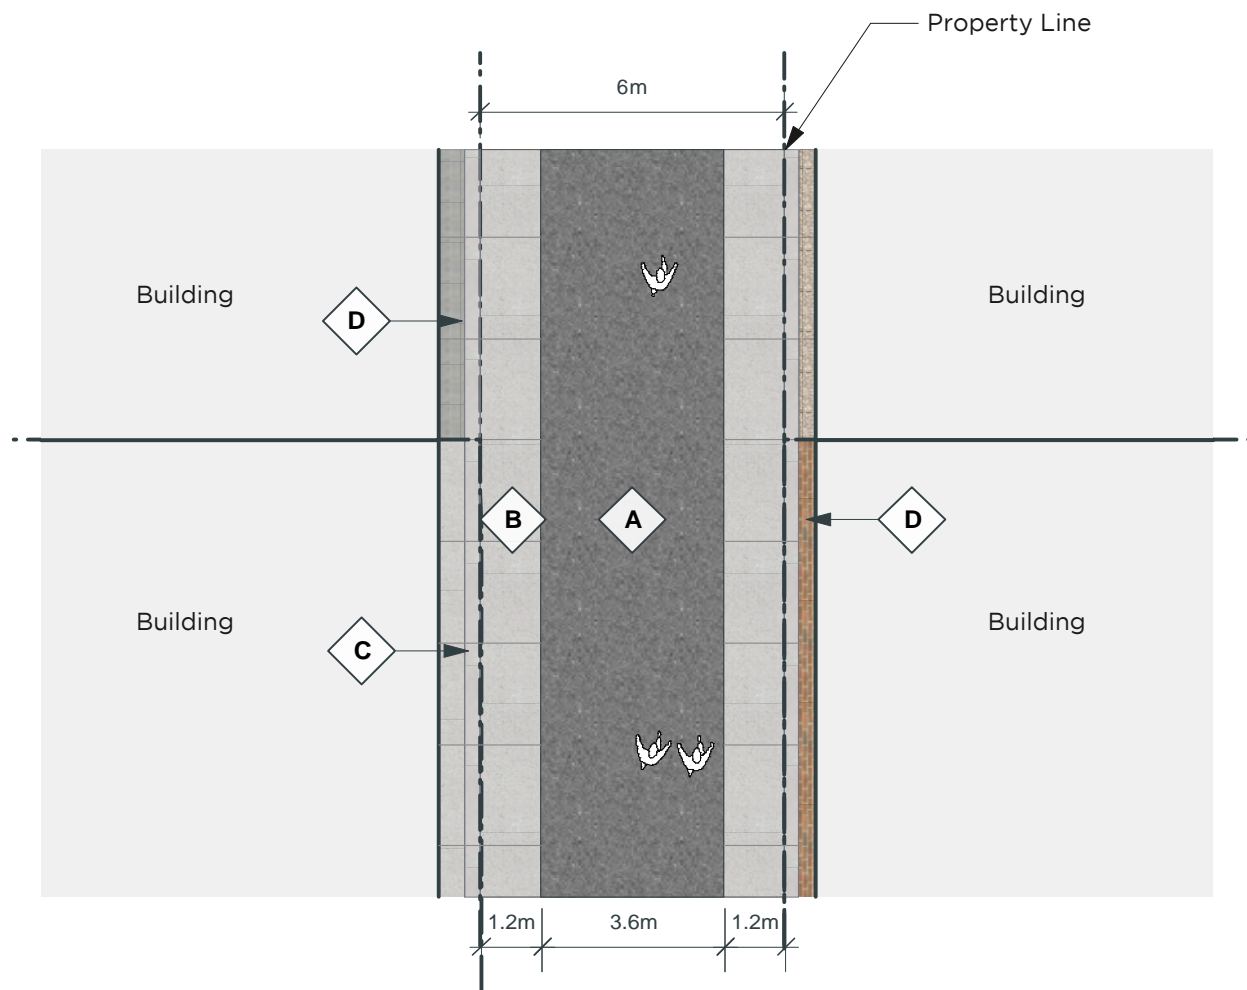 Property Line
6m
Building
Building
D
B
A
D
Building
Building
C
1.2m
3.6m
1.2m